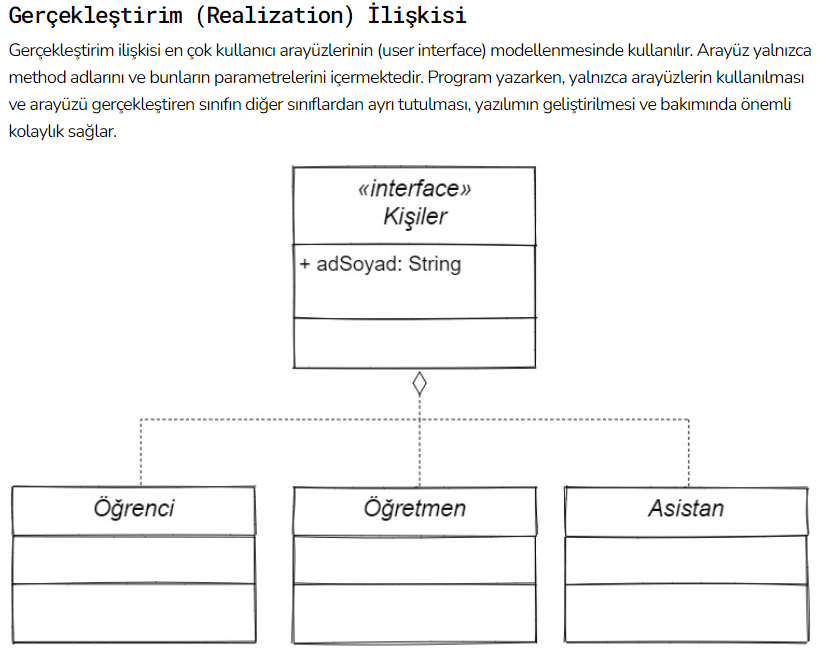 Gerçekleştirim (Realization) İlişkisi
Gerçekleştirim ilişkisi en çok kullanıcı arayüzlerinin (user interface) modellenmesinde kullanılır. Arayüz yalnızca
method adlarını ve bunların parametrelerini içermektedir. Program yazarken, yalnızca arayüzlerin kullanılması
ve arayüzü gerçekleştiren sınıfın diğer sınıflardan ayrı tutulması, yazılımın geliştirilmesi ve bakımında önemli
kolaylık sağlar.
«interface»
Kişiler
+ adSoyad: String
Öğrenci
Öğretmen
Asistan